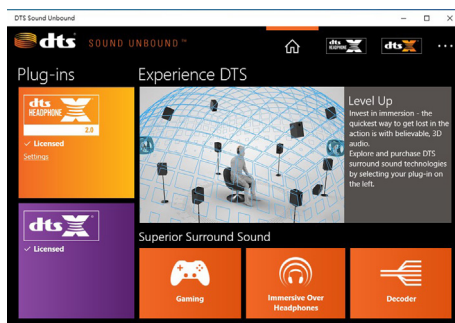 DTS Sound Unbound
dts SOUND UNBOUND™
dts HEADPHONE X
dts X
Plug-ins
Experience DTS
dts
HEADPHONE X
2.0
✓ Licensed
Settings
dts X
✓ Licensed
Level Up
Invest in immersion - the
quickest way to get lost in the
action is with believable, 3D
audio.
Explore and purchase DTS
surround sound technologies
by selecting your plug-in on
the left.
Superior Surround Sound
Gaming
Immersive Over
Headphones
Decoder